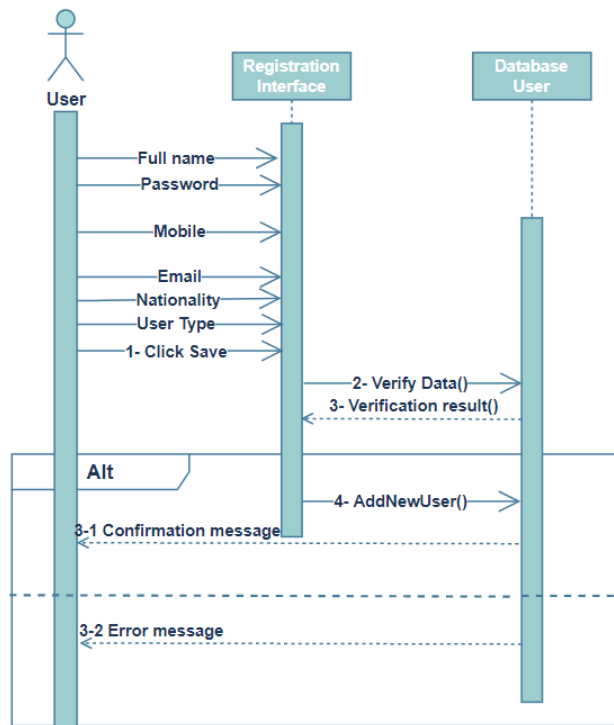 Registration
Interface
Database
User
User
Full name
Password
Mobile
Email
Nationality
User Type
1- Click Save
2- Verify Data()
3- Verification result()
Alt
4- AddNewUser()
3-1 Confirmation message
3-2 Error message